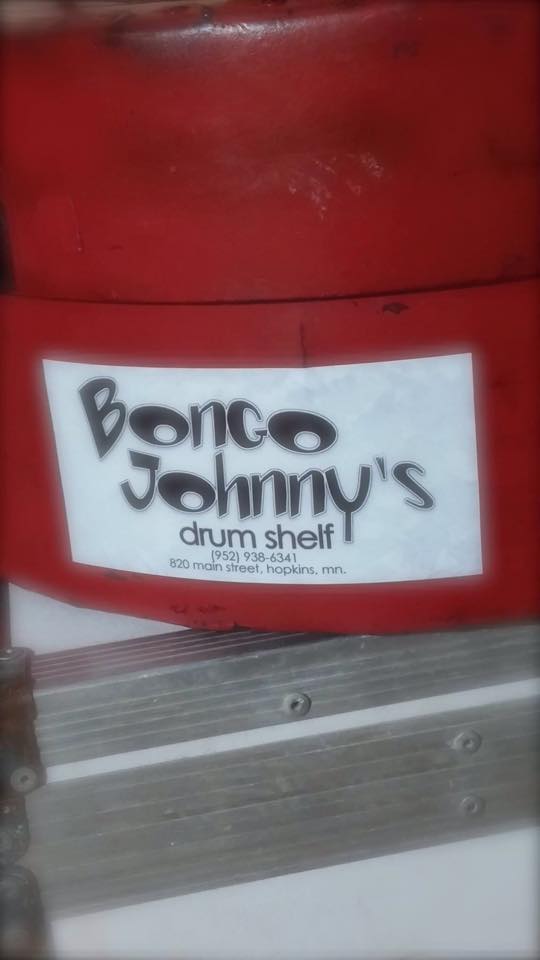 Bongo
Johnny's
drum shelf
(952) 938-6341
820 main street, hopkins, mn.